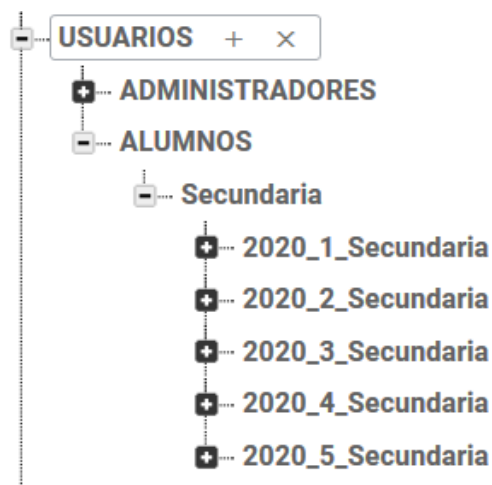 USUARIOS + ×
ADMINISTRADORES
ALUMNOS
Secundaria
2020_1_Secundaria
2020_2_Secundaria
2020_3_Secundaria
2020_4_Secundaria
2020_5_Secundaria